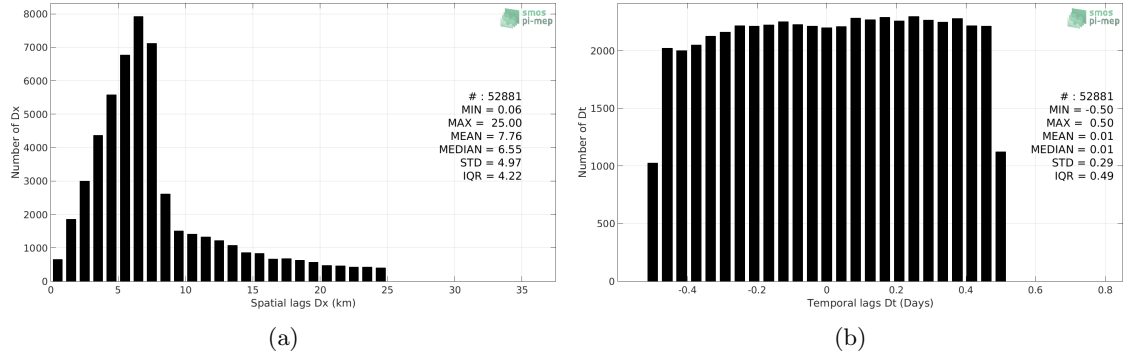 smos
pi-mep
8000
7000
6000
5000
4000
3000
2000
1000
0
Number of Dx
# : 52881
MIN = 0.06
MAX = 25.00
MEAN = 7.76
MEDIAN = 6.55
STD = 4.97
IQR = 4.22
0 5 10 15 20 25 30 35
Spatial lags Dx (km)
(a)
smos
pi-mep
2000
1500
1000
500
0
Number of Dt
# : 52881
MIN = -0.50
MAX = 0.50
MEAN = 0.01
MEDIAN = 0.01
STD = 0.29
IQR = 0.49
-0.4 -0.2 0 0.2 0.4 0.6 0.8
Temporal lags Dt (Days)
(b)